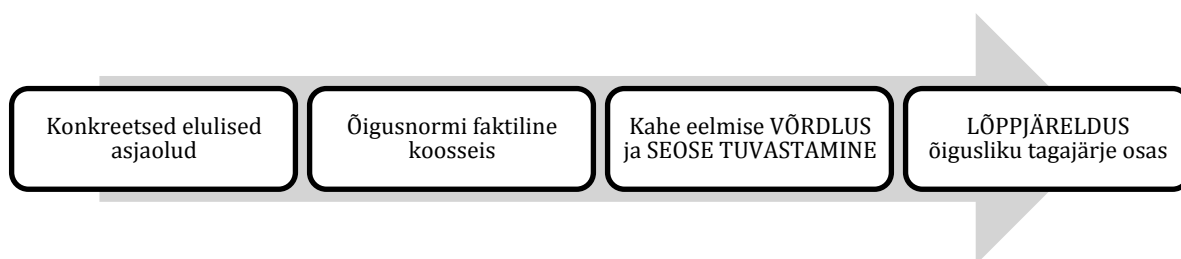 Konkreetsed elulised
asjaolud
Õigusnormi faktiline
koosseis
Kahe eelmise VÕRDLUS
ja SEOSE TUVASTAMINE
LÕPPJÄRELDUS
õigusliku tagajärje osas